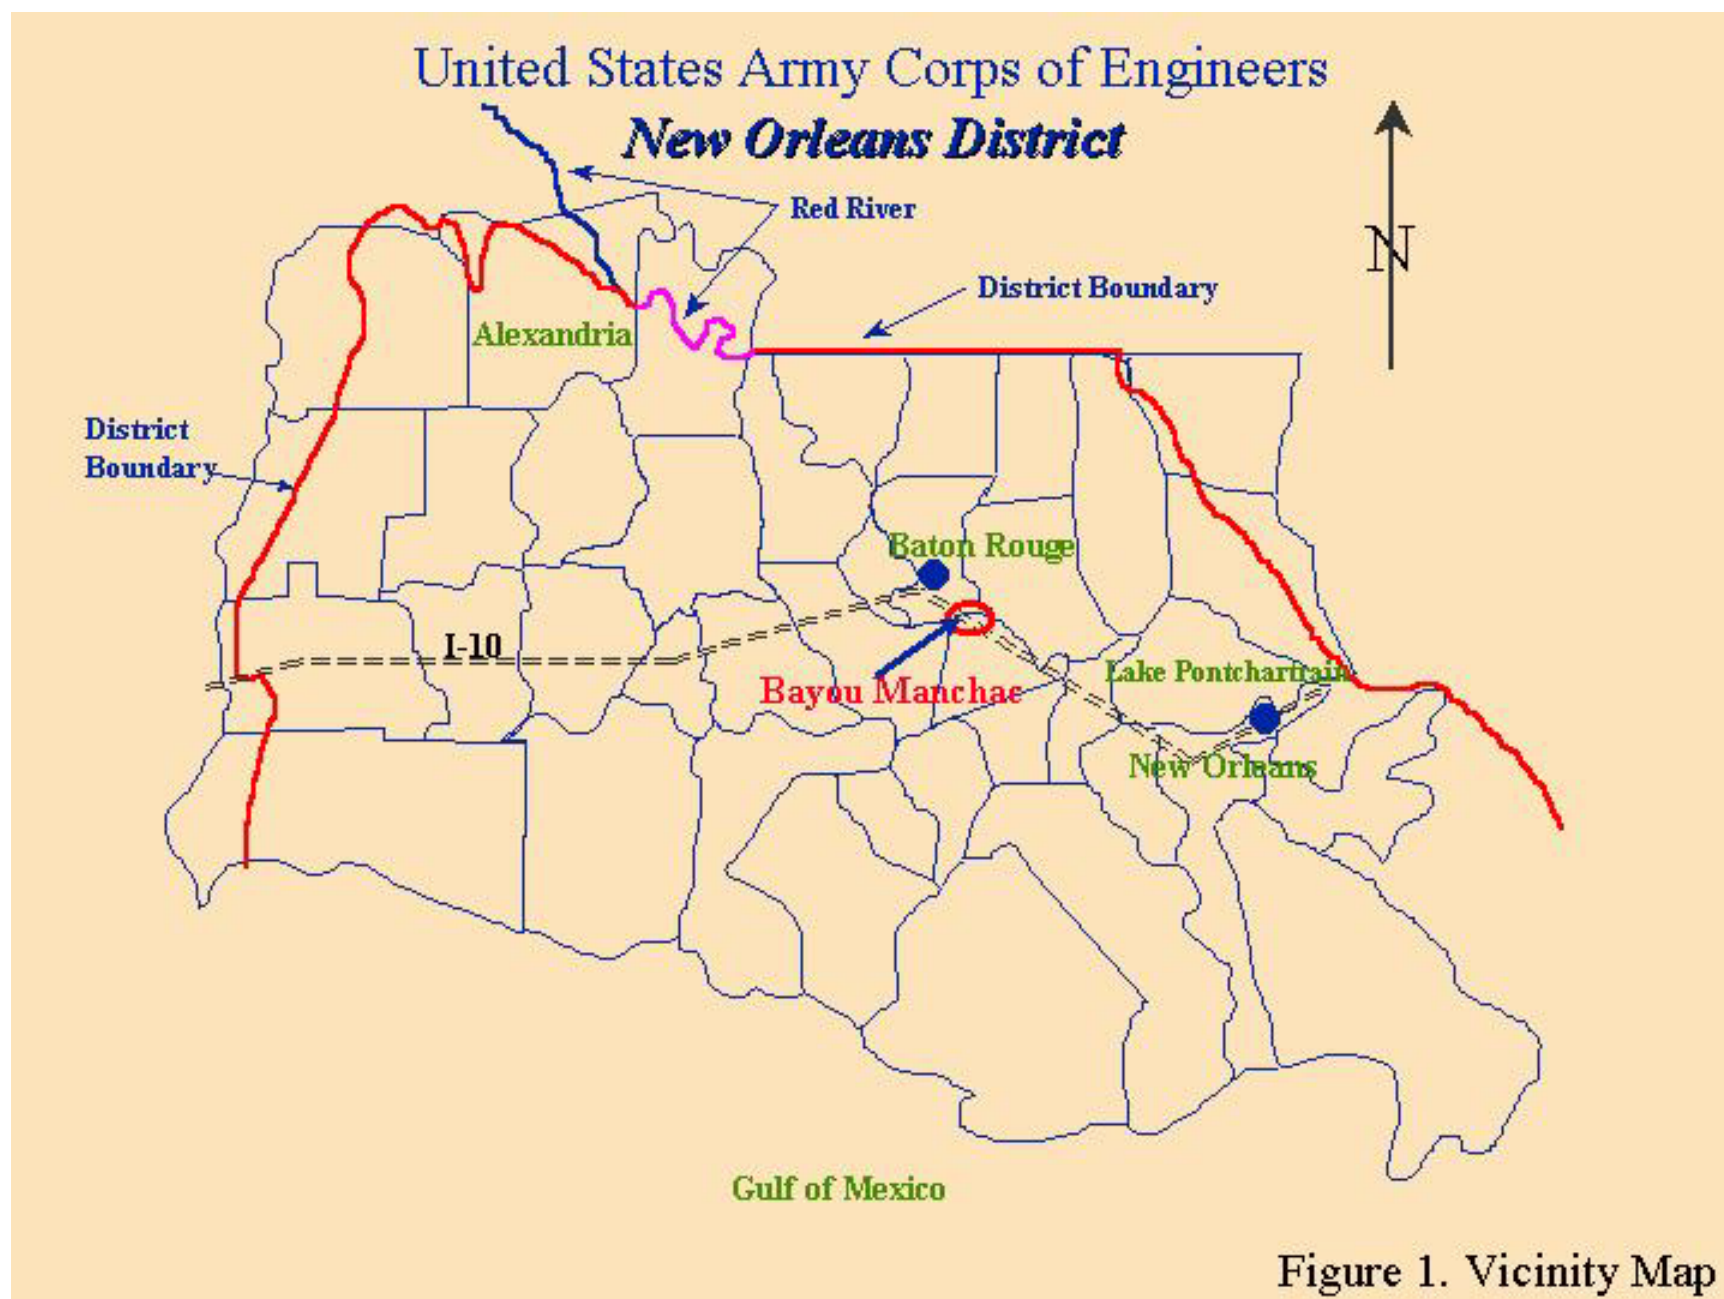 United States Army Corps of Engineers
New Orleans District
Red River
N
District Boundary
Alexandria
District
Boundary
Baton Rouge
I-10
Lake Pontchartrain
Bayou Manchac
New Orleans
Gulf of Mexico
Figure 1. Vicinity Map